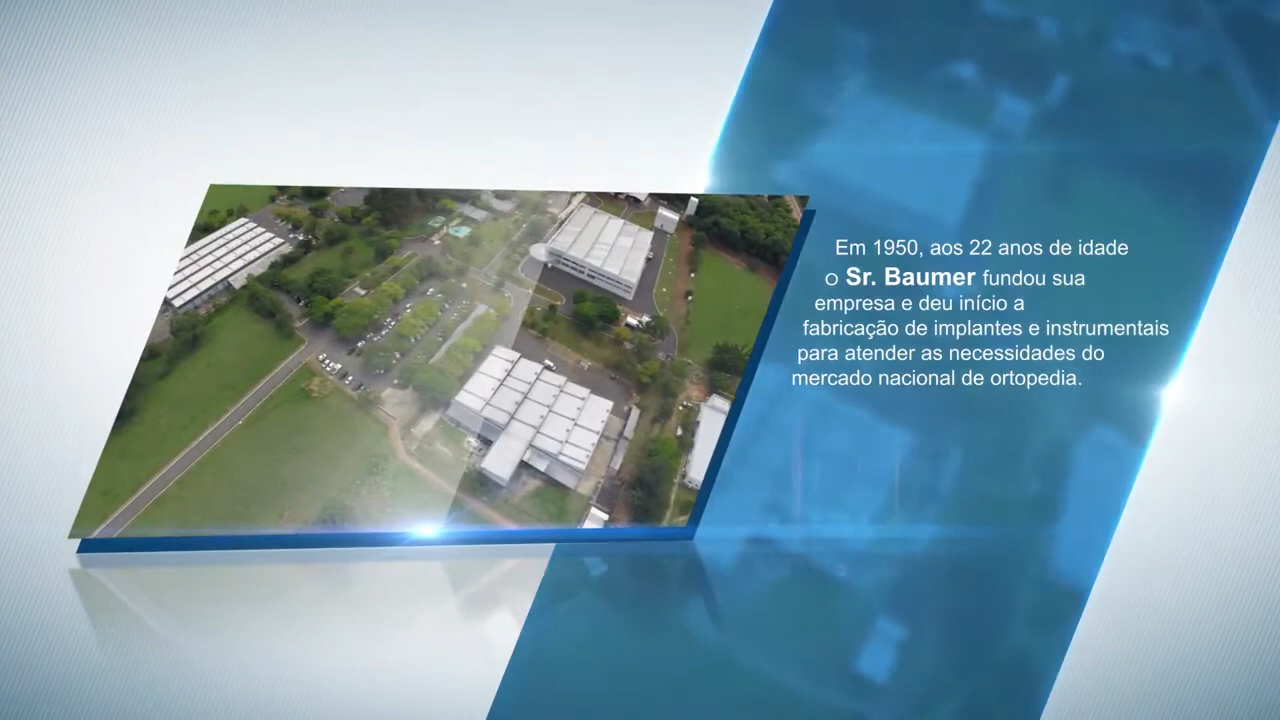 Em 1950, aos 22 anos de idade
o Sr. Baumer fundou sua
empresa e deu início a
fabricação de implantes e instrumentais
para atender as necessidades do
mercado nacional de ortopedia.